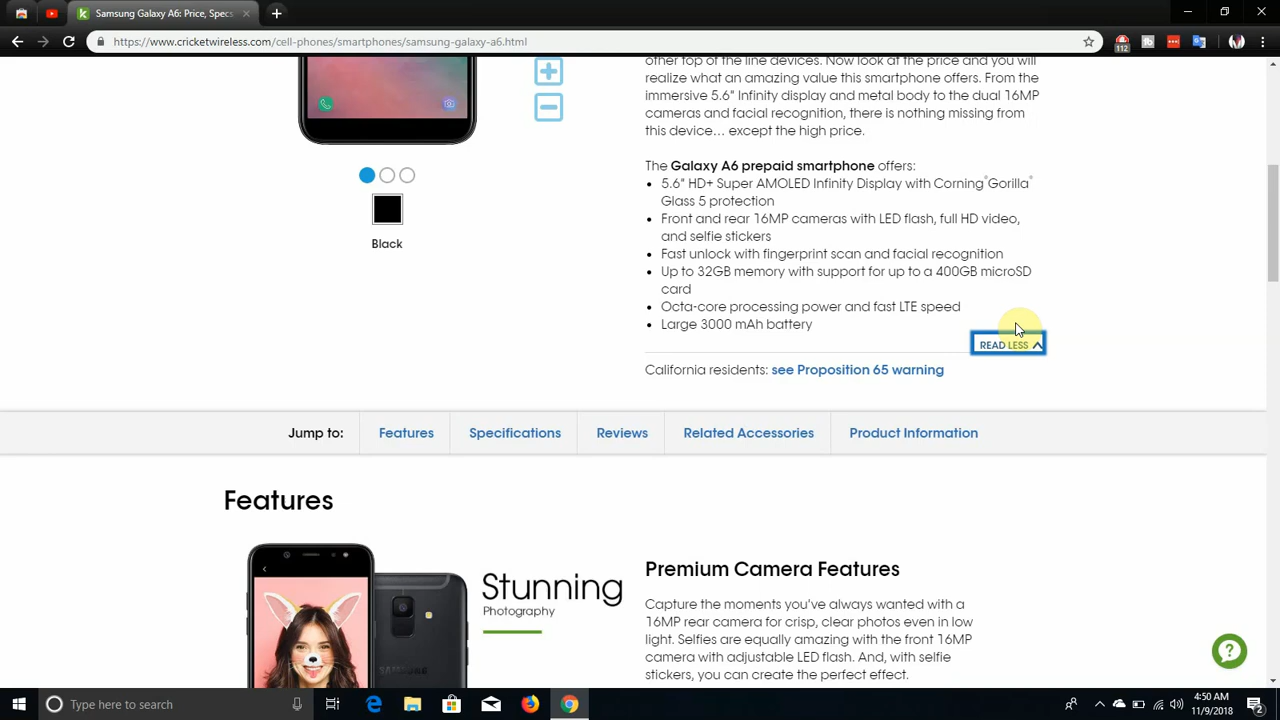 Samsung Galaxy A6: Price, Specs
https://www.cricketwireless.com/cell-phones/smartphones/samsung-galaxy-a6.html
112
other top of the line devices. Now look at the price and you will
realize what an amazing value this smartphone offers. From the
immersive 5.6" Infinity display and metal body to the dual 16MP
cameras and facial recognition, there is nothing missing from
this device… except the high price.
The Galaxy A6 prepaid smartphone offers:
5.6" HD+ Super AMOLED Infinity Display with Corning® Gorilla®
Glass 5 protection
Front and rear 16MP cameras with LED flash, full HD video,
and selfie stickers
Fast unlock with fingerprint scan and facial recognition
Up to 32GB memory with support for up to a 400GB microSD
card
Octa-core processing power and fast LTE speed
Large 3000 mAh battery
READ LESS
Black
California residents: see Proposition 65 warning
Jump to:
Features
Specifications
Reviews
Related Accessories
Product Information
Features
Stunning
Photography
SAMSUNG
Premium Camera Features
Capture the moments you've always wanted with a
16MP rear camera for crisp, clear photos even in low
light. Selfies are equally amazing with the front 16MP
camera with adjustable LED flash. And, with selfie
stickers, you can create the perfect effect.
Type here to search
4:50 AM
11/9/2018
2